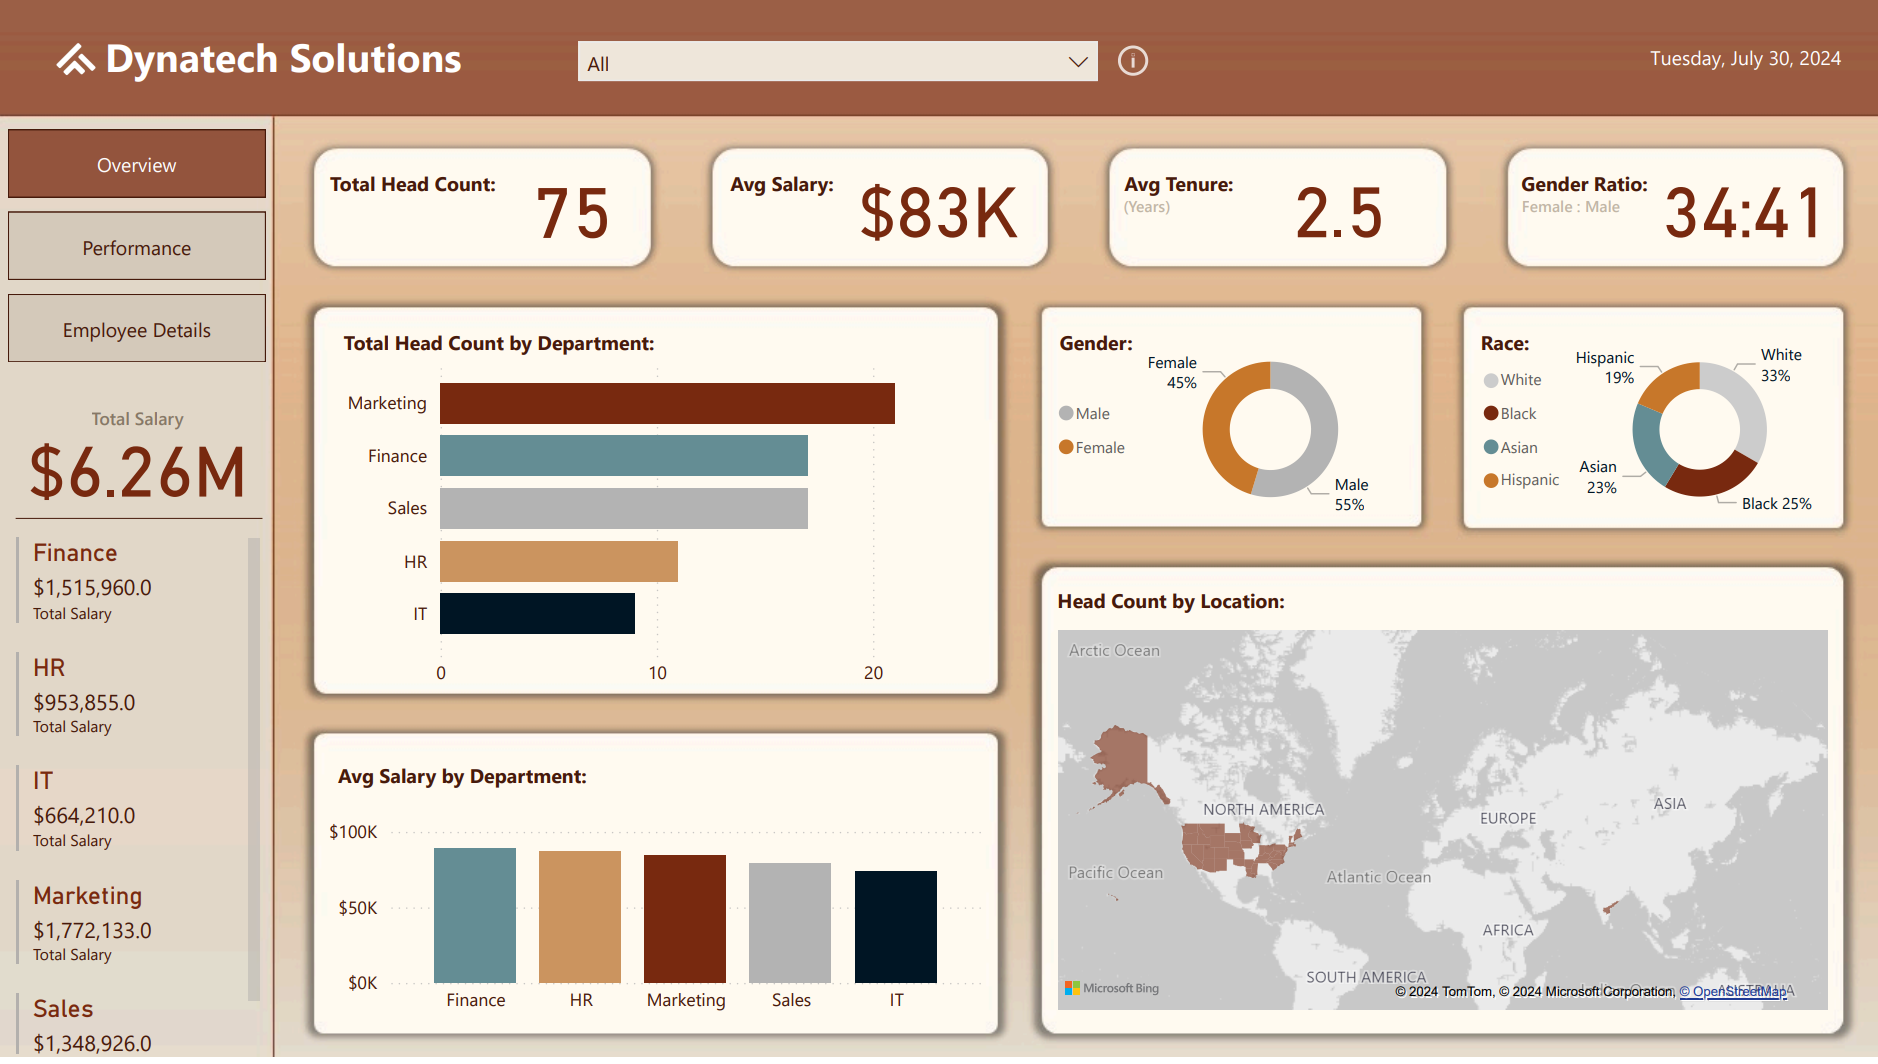 Dynatech Solutions
All
Tuesday, July 30, 2024
Overview
Performance
Employee Details
Total Salary
$6.26M
Finance
$1,515,960.0
Total Salary
HR
$953,855.0
Total Salary
IT
$664,210.0
Total Salary
Marketing
$1,772,133.0
Total Salary
Sales
$1,348,926.0
Total Head Count:
75
Avg Salary:
$83K
Avg Tenure:
(Years)
2.5
Gender Ratio:
Female : Male
34:41
Total Head Count by Department:
Marketing
Finance
Sales
HR
IT
0 10 20
Gender:
Male
Female
Female
45%
Male
55%
Race:
White
Black
Asian
Hispanic
Hispanic
19%
White
33%
Asian
23%
Black 25%
Avg Salary by Department:
$100K
$50K
$0K
Finance HR Marketing Sales IT
Head Count by Location:
Arctic Ocean
NORTH AMERICA
ASIA
EUROPE
Pacific Ocean
Atlantic Ocean
AFRICA
SOUTH AMERICA
AUSTRALIA
Microsoft Bing
© 2024 TomTom, © 2024 Microsoft Corporation, © OpenStreetMap